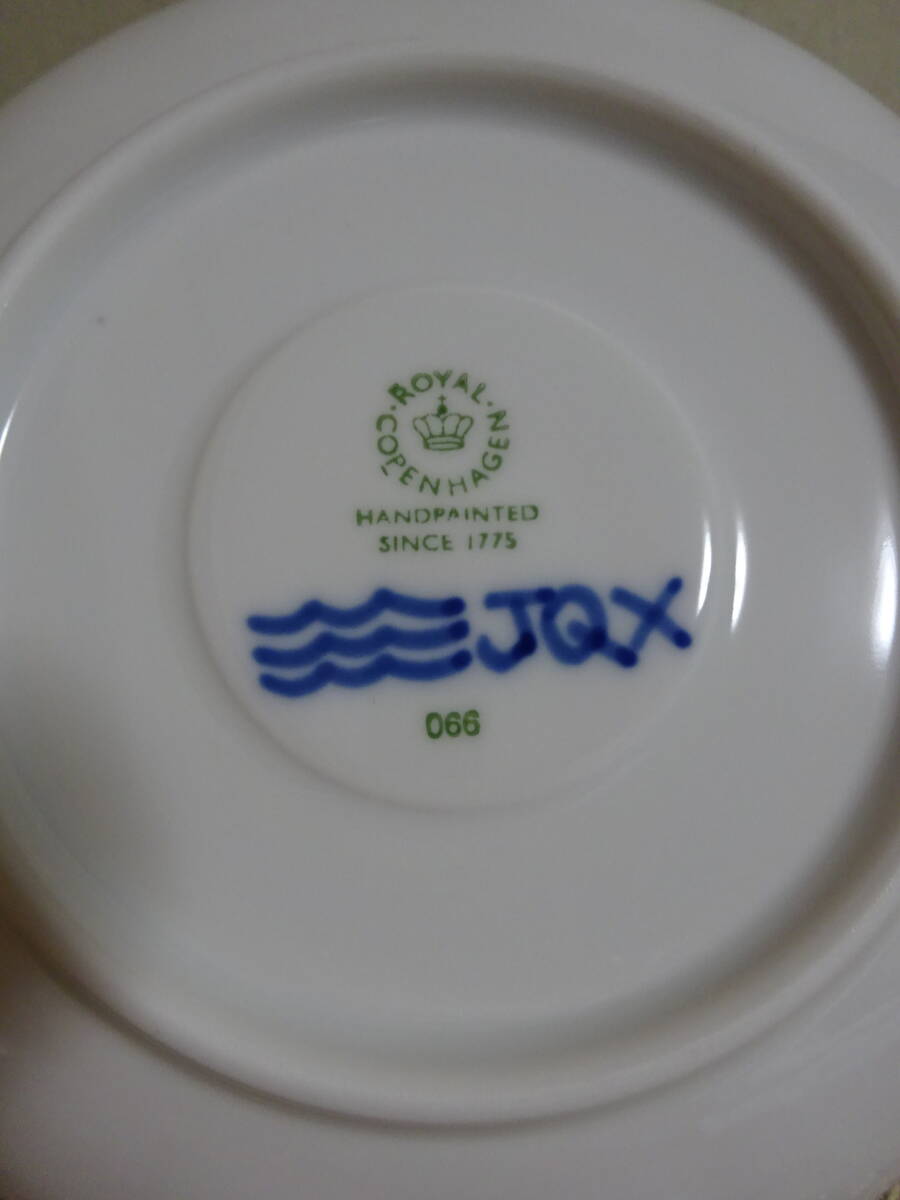 ROYAL · COPENHAGEN ·
HANDPAINTED
SINCE 1775
JQX
066